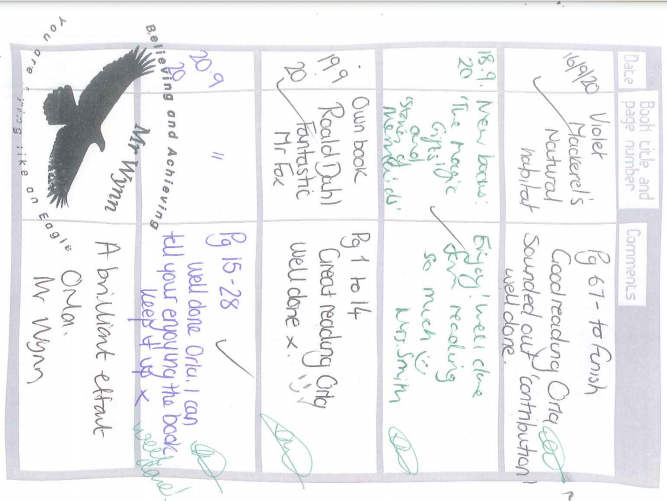 Date
Book title and
page number
Comments
16/9/20
Violet
Mackerel's
Natural
habitat
Pg 67 - to finish
Good reading Orla
Sounded out 'contribution'
well done.
18.9.
20
New book:
'The Magic
Gifts'
and
Mermaids'
Enjoy! Well done
reading
so much
Mrs. Smith
19.9
20
Own book
Roald Dahl
Fantastic
Mr Fox
Pg 1 to 14
Great reading Orla
well done x.
20.9
20
"
Pg 15-28
well done Orla. I can
tell your enjoying the book
keep it up x
well done!
Believing and Achieving
Mr Wynn
You are
like an Eagle
A brilliant effort
Orla.
Mr Wynn